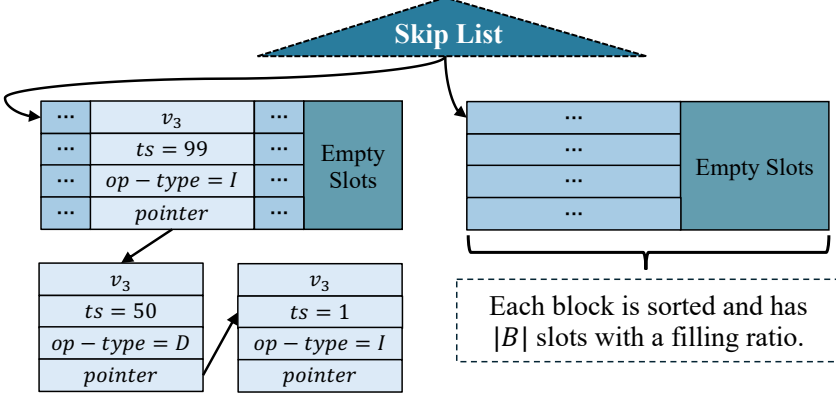 Skip List
... v₃ ...
... ts = 99 ...
... op − type = I ...
... pointer ...
Empty
Slots
...
...
...
...
Empty Slots
v₃
ts = 50
op − type = D
pointer
v₃
ts = 1
op − type = I
pointer
Each block is sorted and has
|B| slots with a filling ratio.